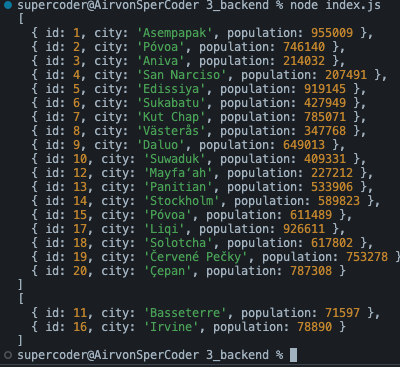 supercoder@AirvonSperCoder 3_backend % node index.js
[
  { id: 1, city: 'Asempapak', population: 955009 },
  { id: 2, city: 'Póvoa', population: 746140 },
  { id: 3, city: 'Aniva', population: 214032 },
  { id: 4, city: 'San Narciso', population: 207491 },
  { id: 5, city: 'Edissiya', population: 919145 },
  { id: 6, city: 'Sukabatu', population: 427949 },
  { id: 7, city: 'Kut Chap', population: 785071 },
  { id: 8, city: 'Västerås', population: 347768 },
  { id: 9, city: 'Daluo', population: 649013 },
  { id: 10, city: 'Suwaduk', population: 409331 },
  { id: 12, city: 'Mayfa‘ah', population: 227212 },
  { id: 13, city: 'Panitian', population: 533906 },
  { id: 14, city: 'Stockholm', population: 589823 },
  { id: 15, city: 'Póvoa', population: 611489 },
  { id: 17, city: 'Liqi', population: 926611 },
  { id: 18, city: 'Solotcha', population: 617802 },
  { id: 19, city: 'Červené Pečky', population: 753278 },
  { id: 20, city: 'Çepan', population: 787308 }
]
[
  { id: 11, city: 'Basseterre', population: 71597 },
  { id: 16, city: 'Irvine', population: 78890 }
]
supercoder@AirvonSperCoder 3_backend %